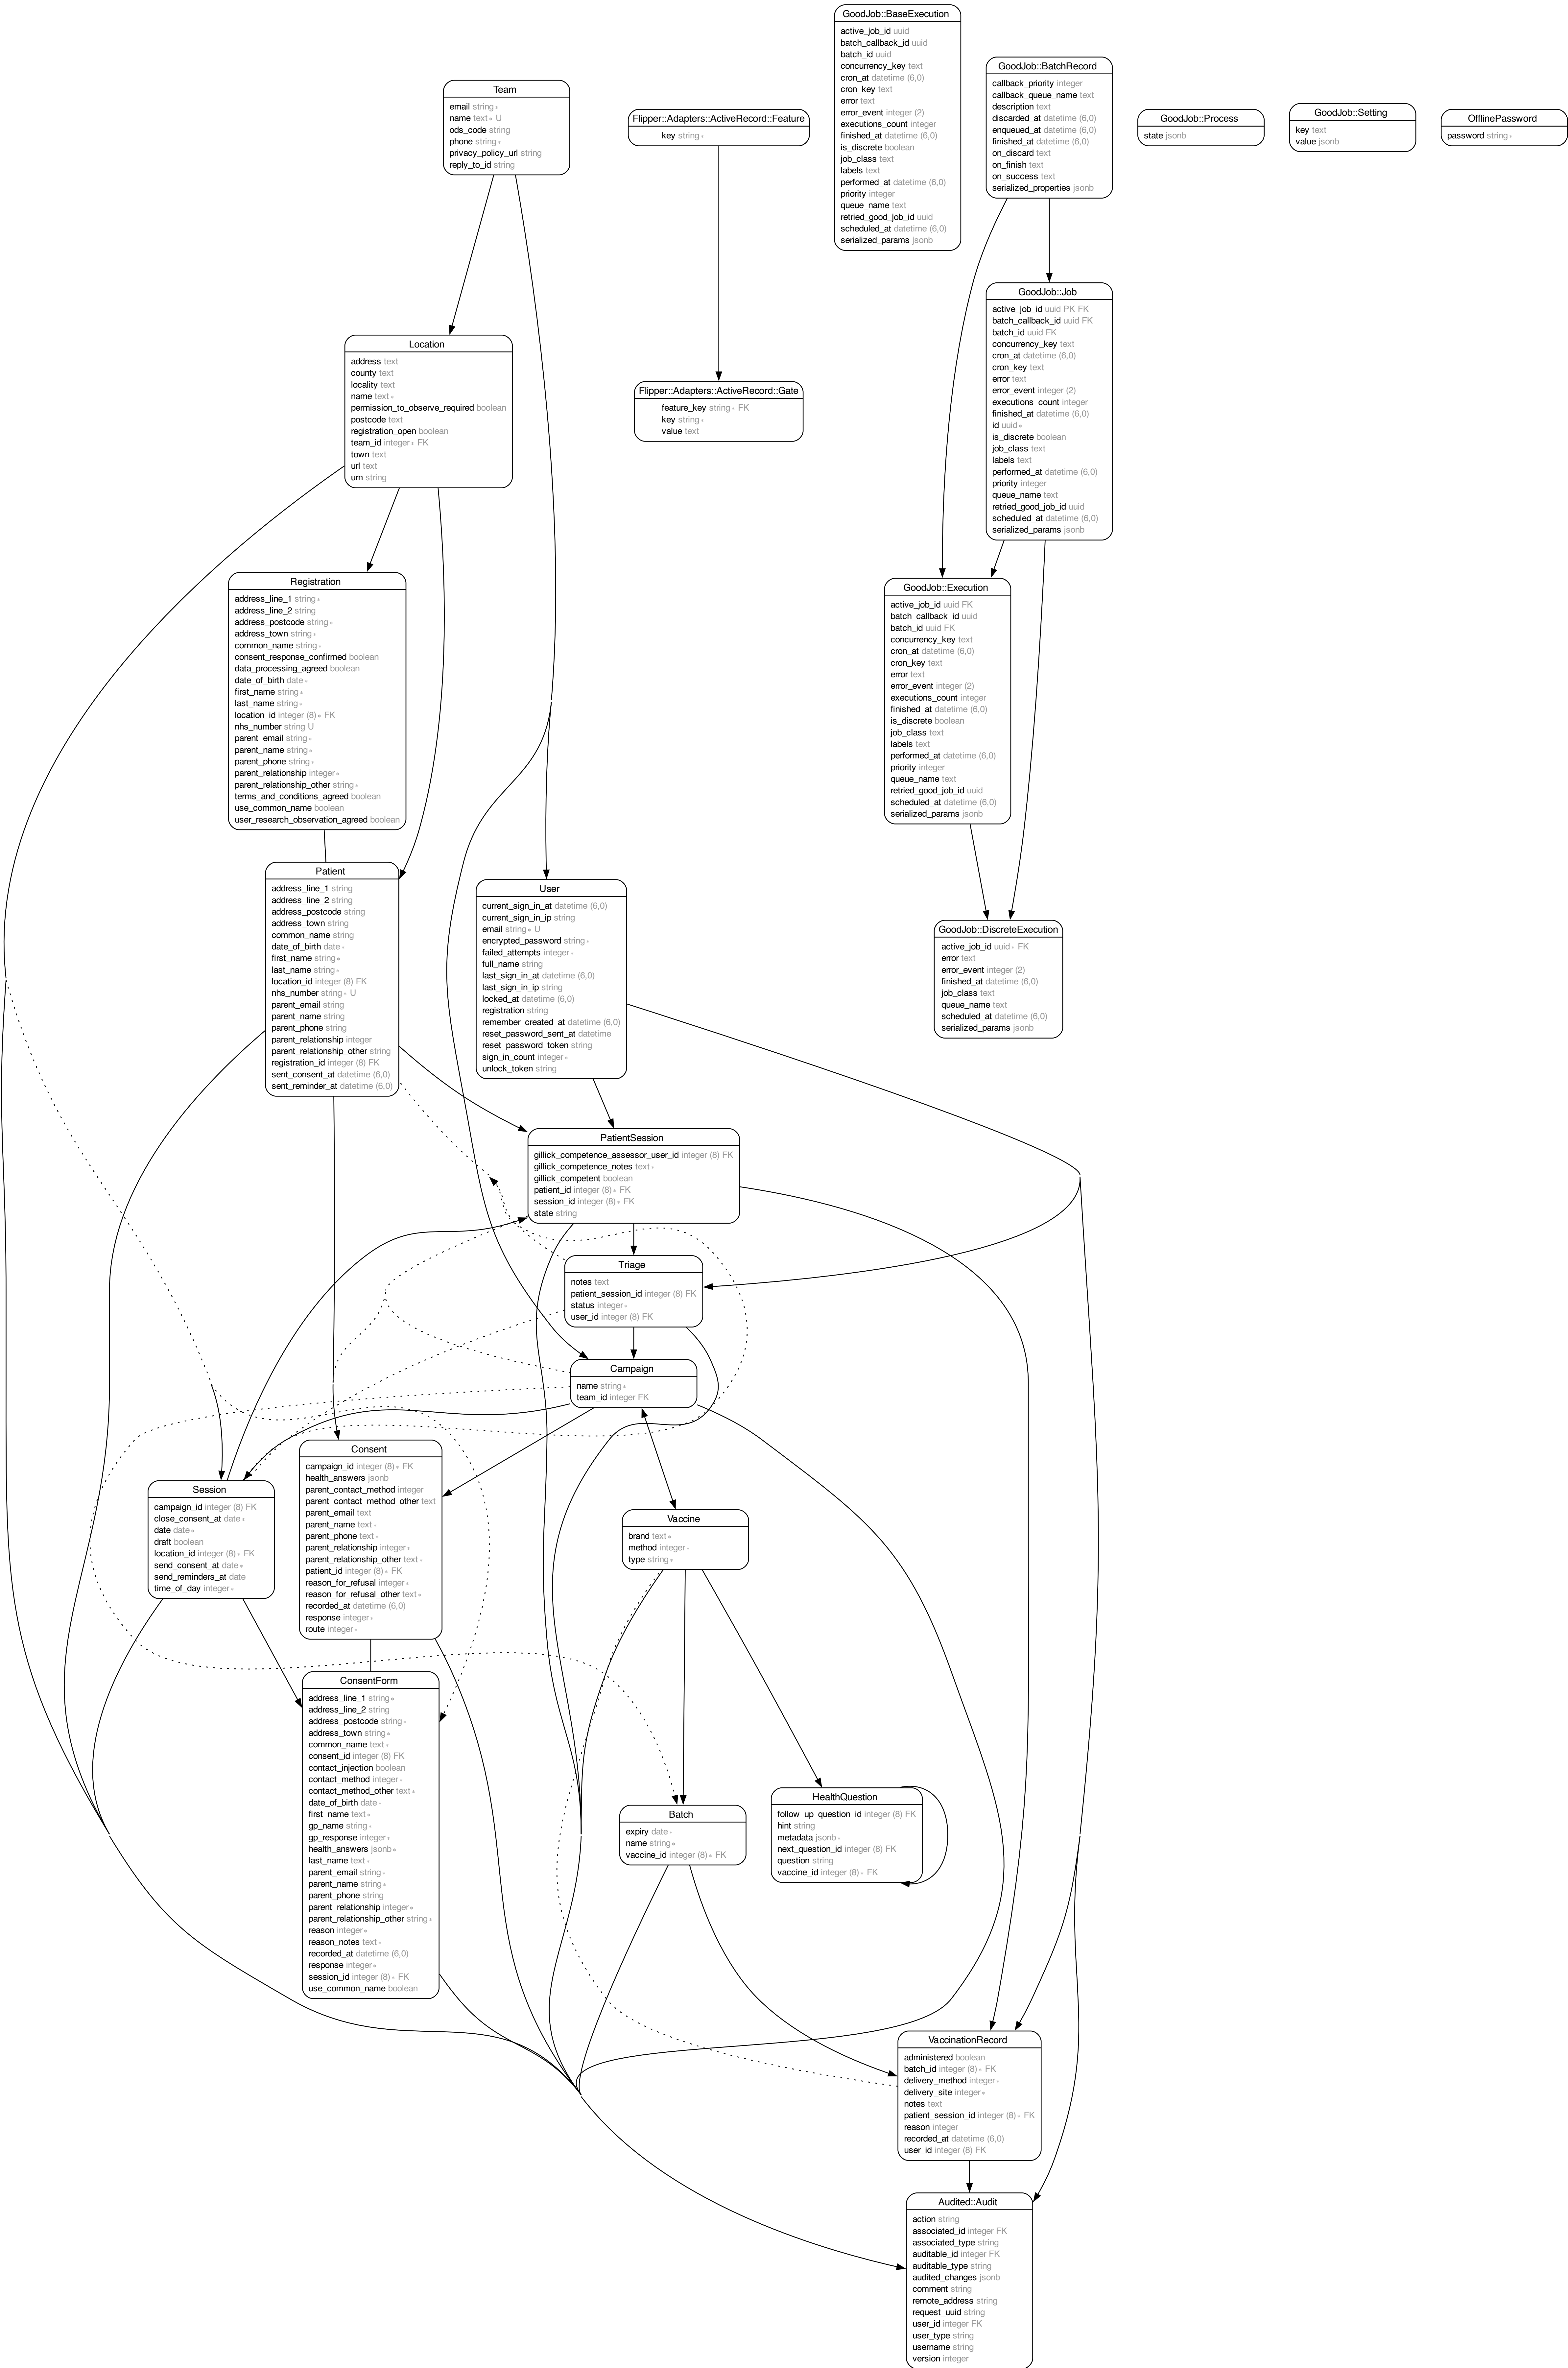 GoodJob::BaseExecution
active_job_id uuid
batch_callback_id uuid
batch_id uuid
concurrency_key text
cron_at datetime (6,0)
cron_key text
error text
error_event integer (2)
executions_count integer
finished_at datetime (6,0)
is_discrete boolean
job_class text
labels text
performed_at datetime (6,0)
priority integer
queue_name text
retried_good_job_id uuid
scheduled_at datetime (6,0)
serialized_params jsonb
GoodJob::BatchRecord
callback_priority integer
callback_queue_name text
description text
discarded_at datetime (6,0)
enqueued_at datetime (6,0)
finished_at datetime (6,0)
on_discard text
on_finish text
on_success text
serialized_properties jsonb
Team
email string ∗
name text ∗ U
ods_code string
phone string ∗
privacy_policy_url string
reply_to_id string
Flipper::Adapters::ActiveRecord::Feature
key string ∗
GoodJob::Process
state jsonb
GoodJob::Setting
key text
value jsonb
OfflinePassword
password string ∗
GoodJob::Job
active_job_id uuid PK FK
batch_callback_id uuid FK
batch_id uuid FK
concurrency_key text
cron_at datetime (6,0)
cron_key text
error text
error_event integer (2)
executions_count integer
finished_at datetime (6,0)
id uuid ∗
is_discrete boolean
job_class text
labels text
performed_at datetime (6,0)
priority integer
queue_name text
retried_good_job_id uuid
scheduled_at datetime (6,0)
serialized_params jsonb
Location
address text
county text
locality text
name text ∗
permission_to_observe_required boolean
postcode text
registration_open boolean
team_id integer ∗ FK
town text
url text
urn string
Flipper::Adapters::ActiveRecord::Gate
feature_key string ∗ FK
key string ∗
value text
Registration
address_line_1 string ∗
address_line_2 string
address_postcode string ∗
address_town string ∗
common_name string ∗
consent_response_confirmed boolean
data_processing_agreed boolean
date_of_birth date ∗
first_name string ∗
last_name string ∗
location_id integer (8) ∗ FK
nhs_number string U
parent_email string ∗
parent_name string ∗
parent_phone string ∗
parent_relationship integer ∗
parent_relationship_other string ∗
terms_and_conditions_agreed boolean
use_common_name boolean
user_research_observation_agreed boolean
GoodJob::Execution
active_job_id uuid FK
batch_callback_id uuid
batch_id uuid FK
concurrency_key text
cron_at datetime (6,0)
cron_key text
error text
error_event integer (2)
executions_count integer
finished_at datetime (6,0)
is_discrete boolean
job_class text
labels text
performed_at datetime (6,0)
priority integer
queue_name text
retried_good_job_id uuid
scheduled_at datetime (6,0)
serialized_params jsonb
Patient
address_line_1 string
address_line_2 string
address_postcode string
address_town string
common_name string
date_of_birth date ∗
first_name string ∗
last_name string ∗
location_id integer (8) FK
nhs_number string ∗ U
parent_email string
parent_name string
parent_phone string
parent_relationship integer
parent_relationship_other string
registration_id integer (8) FK
sent_consent_at datetime (6,0)
sent_reminder_at datetime (6,0)
User
current_sign_in_at datetime (6,0)
current_sign_in_ip string
email string ∗ U
encrypted_password string ∗
failed_attempts integer ∗
full_name string
last_sign_in_at datetime (6,0)
last_sign_in_ip string
locked_at datetime (6,0)
registration string
remember_created_at datetime (6,0)
reset_password_sent_at datetime
reset_password_token string
sign_in_count integer ∗
unlock_token string
GoodJob::DiscreteExecution
active_job_id uuid ∗ FK
error text
error_event integer (2)
finished_at datetime (6,0)
job_class text
queue_name text
scheduled_at datetime (6,0)
serialized_params jsonb
PatientSession
gillick_competence_assessor_user_id integer (8) FK
gillick_competence_notes text ∗
gillick_competent boolean
patient_id integer (8) ∗ FK
session_id integer (8) ∗ FK
state string
Triage
notes text
patient_session_id integer (8) FK
status integer ∗
user_id integer (8) FK
Campaign
name string ∗
team_id integer FK
Consent
campaign_id integer (8) ∗ FK
health_answers jsonb
parent_contact_method integer
parent_contact_method_other text
parent_email text
parent_name text ∗
parent_phone text ∗
parent_relationship integer ∗
parent_relationship_other text ∗
patient_id integer (8) ∗ FK
reason_for_refusal integer ∗
reason_for_refusal_other text ∗
recorded_at datetime (6,0)
response integer ∗
route integer ∗
Session
campaign_id integer (8) FK
close_consent_at date ∗
date date ∗
draft boolean
location_id integer (8) ∗ FK
send_consent_at date ∗
send_reminders_at date
time_of_day integer ∗
Vaccine
brand text ∗
method integer ∗
type string ∗
ConsentForm
address_line_1 string ∗
address_line_2 string
address_postcode string ∗
address_town string ∗
common_name text ∗
consent_id integer (8) FK
contact_injection boolean
contact_method integer ∗
contact_method_other text ∗
date_of_birth date ∗
first_name text ∗
gp_name string ∗
gp_response integer ∗
health_answers jsonb ∗
last_name text ∗
parent_email string ∗
parent_name string ∗
parent_phone string
parent_relationship integer ∗
parent_relationship_other string ∗
reason integer ∗
reason_notes text ∗
recorded_at datetime (6,0)
response integer ∗
session_id integer (8) ∗ FK
use_common_name boolean
Batch
expiry date ∗
name string ∗
vaccine_id integer (8) ∗ FK
HealthQuestion
follow_up_question_id integer (8) FK
hint string
metadata jsonb ∗
next_question_id integer (8) FK
question string
vaccine_id integer (8) ∗ FK
VaccinationRecord
administered boolean
batch_id integer (8) ∗ FK
delivery_method integer ∗
delivery_site integer ∗
notes text
patient_session_id integer (8) ∗ FK
reason integer
recorded_at datetime (6,0)
user_id integer (8) FK
Audited::Audit
action string
associated_id integer FK
associated_type string
auditable_id integer FK
auditable_type string
audited_changes jsonb
comment string
remote_address string
request_uuid string
user_id integer FK
user_type string
username string
version integer